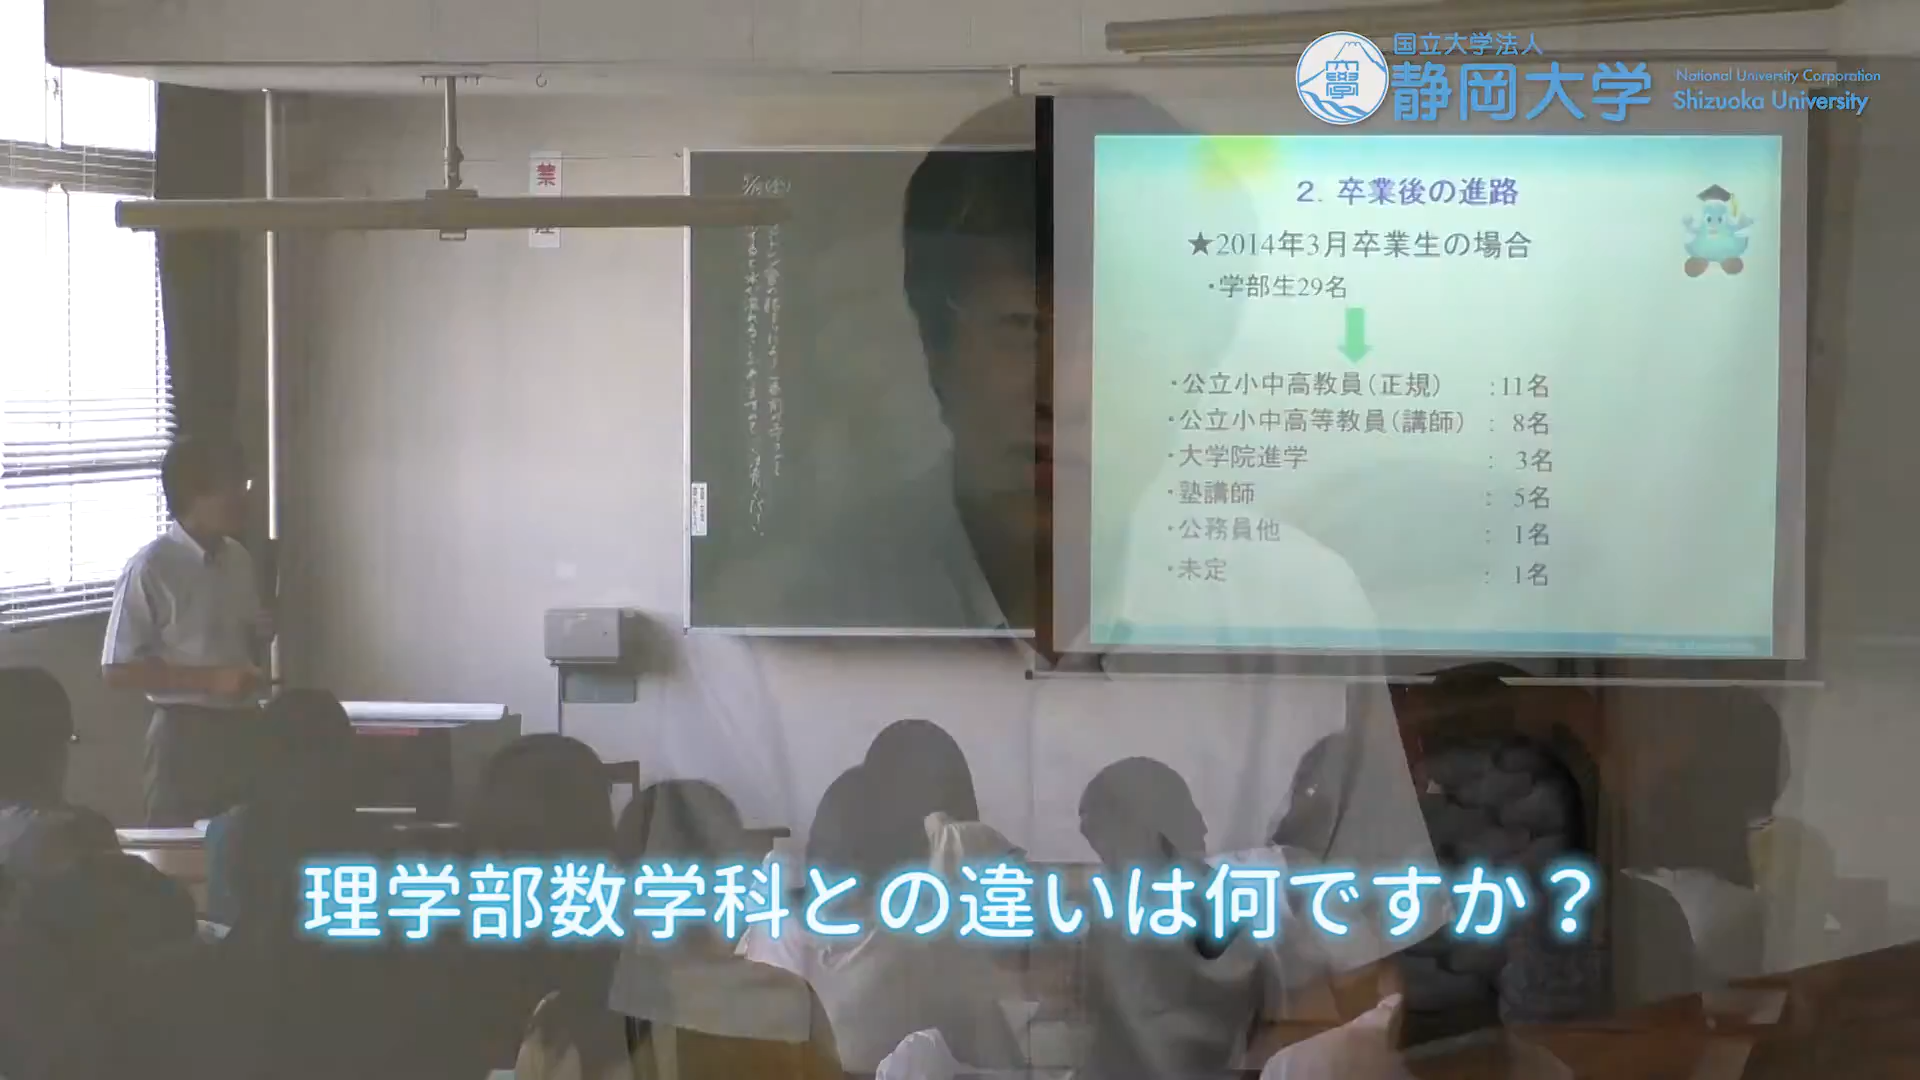 国立大学法人
静岡大学
National University Corporation
Shizuoka University
禁
2. 卒業後の進路
★2014年3月卒業生の場合
・学部生29名
・公立小中高教員(正規) :11名
・公立小中高等教員(講師) : 8名
・大学院進学 : 3名
・塾講師 : 5名
・公務員他 : 1名
・未定 : 1名
理学部数学科との違いは何ですか?